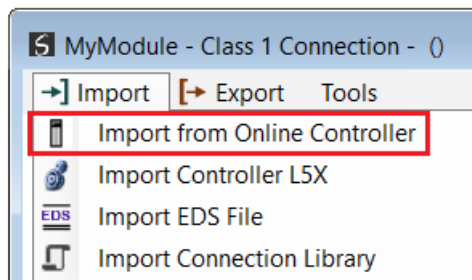 MyModule - Class 1 Connection - ()
Import Export Tools
Import from Online Controller
Import Controller L5X
EDS Import EDS File
Import Connection Library